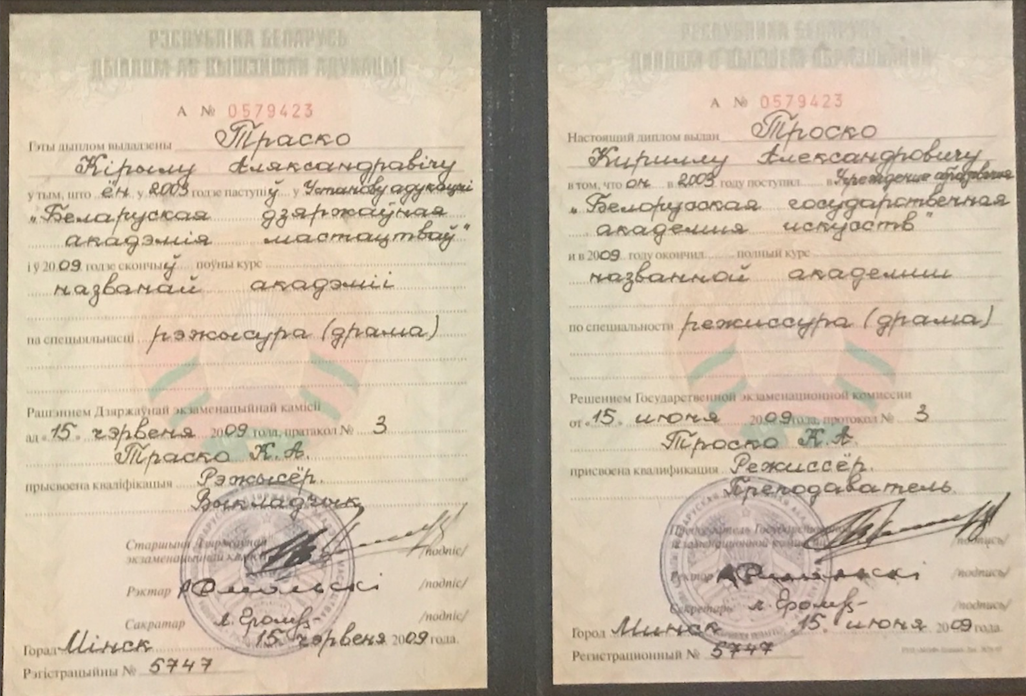 РЭСПУБЛІКА БЕЛАРУСЬ
ДЫПЛОМ АБ ВЫШЭЙШАЙ АДУКАЦЫІ
А № 0579423
Гэты дыплом выдадзены Траско
Кірылу Аляксандравічу
у тым, што ён у 2003 годзе паступіў у Установу адукацыі
"Беларуская дзяржаўная
акадэмія мастацтваў"
і ў 2009 годзе скончыў поўны курс
названай акадэміі
па спецыяльнасці рэжысура (драма)
Рашэннем Дзяржаўнай экзаменацыйнай камісіі
ад «15» чэрвеня 2009 года, пратакол № 3
Траско К.А.
прысвоена кваліфікацыя Рэжысёр.
Выкладчык
Старшыня Дзяржаўнай
экзаменацыйнай камісіі /подпіс/
Рэктар /подпіс/
Сакратар /подпіс/
Горад Мінск 15. чэрвеня 2009 года.
Рэгістрацыйны № 5747
РЕСПУБЛИКА БЕЛАРУСЬ
ДИПЛОМ О ВЫСШЕМ ОБРАЗОВАНИИ
А № 0579423
Настоящий диплом выдан Троско
Кириллу Александровичу
в том, что он в 2003 году поступил в Учреждение образования
"Белорусская государственная
академия искусств"
и в 2009 году окончил полный курс
названной академии
по специальности режиссура (драма)
Решением Государственной экзаменационной комиссии
от «15» июня 2009 года, протокол № 3
Троско К.А.
присвоена квалификация Режиссёр.
Преподаватель.
Председатель Государственной
экзаменационной комиссии /подпись/
Ректор /подпись/
Секретарь /подпись/
Город Минск 15. июня 2009 года.
Регистрационный № 5747